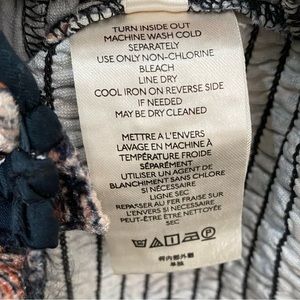 TURN INSIDE OUT
MACHINE WASH COLD
SEPARATELY
USE ONLY NON-CHLORINE
BLEACH
LINE DRY
COOL IRON ON REVERSE SIDE
IF NEEDED
MAY BE DRY CLEANED
METTRE A L'ENVERS
LAVAGE EN MACHINE À
TEMPÉRATURE FROIDE
SÉPARÉMENT
UTILISER UN AGENT DE
BLANCHIMENT SANS CHLORE
SI NÉCESSAIRE
LIGNE SEC
REPASSER AU FER FRAISE SUR
L'ENVERS SI NÉCESSAIRE
PEUT-ÊTRE ÊTRE NETTOYÉE
SEC
P